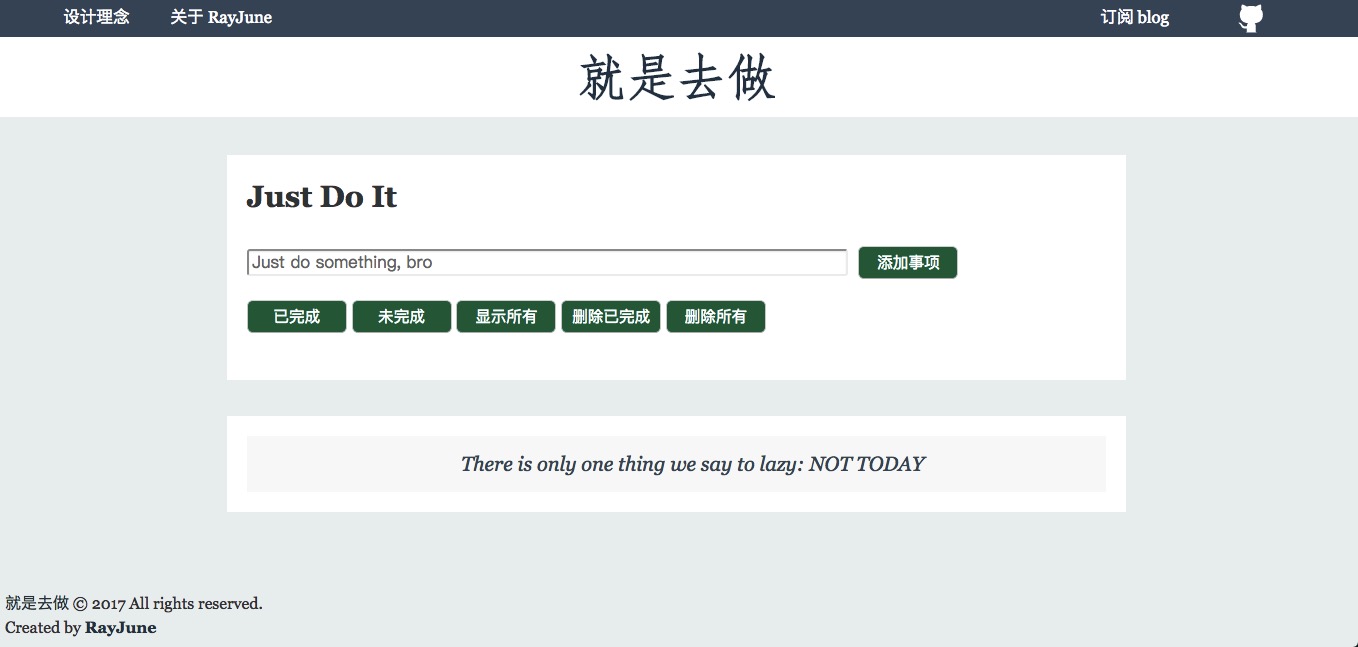 设计理念 关于 RayJune 订阅 blog
就是去做
Just Do It
Just do something, bro 添加事项
已完成 未完成 显示所有 删除已完成 删除所有
There is only one thing we say to lazy: NOT TODAY
就是去做 © 2017 All rights reserved.
Created by RayJune